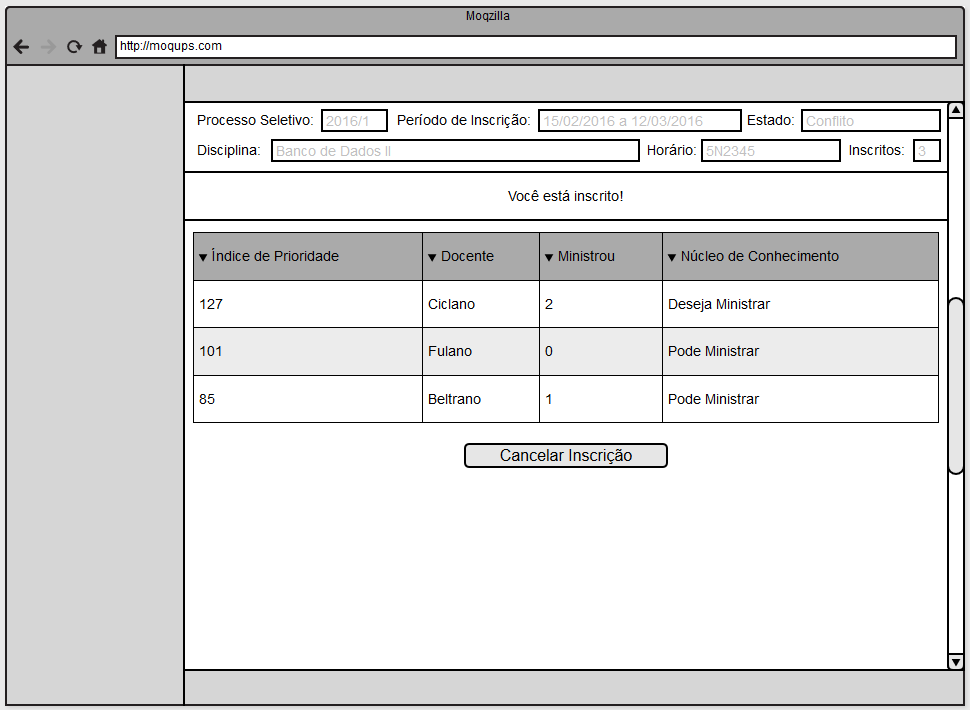 Moqzilla
http://moqups.com
Processo Seletivo: 2016/1 Período de Inscrição: 15/02/2016 a 12/03/2016 Estado: Conflito
Disciplina: Banco de Dados II Horário: 5N2345 Inscritos: 3
Você está inscrito!
▼ Índice de Prioridade ▼ Docente ▼ Ministrou ▼ Núcleo de Conhecimento
127 Ciclano 2 Deseja Ministrar
101 Fulano 0 Pode Ministrar
85 Beltrano 1 Pode Ministrar
Cancelar Inscrição